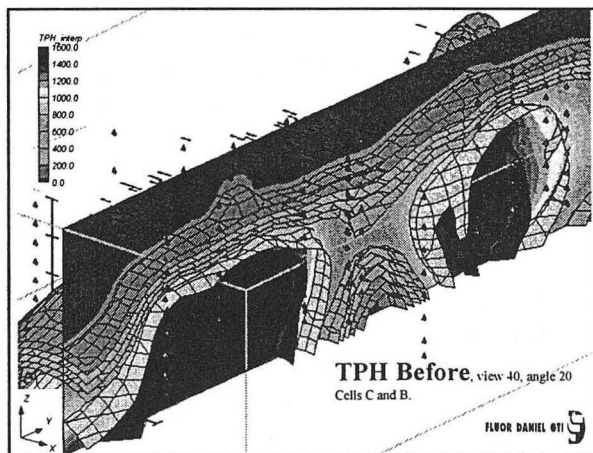 TPH_interp
1600.0
1400.0
1200.0
1000.0
800.0
600.0
400.0
200.0
0.0
TPH Before, view 40, angle 20
Cells C and B.
Z
Y
X
FLUOR DANIEL GTI